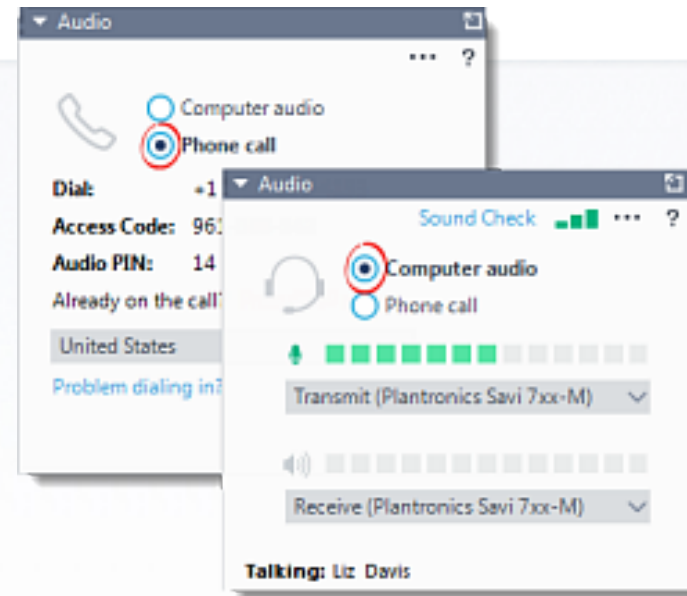 Audio
... ?
Computer audio
Phone call
Dial: +1
Access Code: 961
Audio PIN: 14
Already on the call?
United States
Problem dialing in?
Audio
Sound Check ... ?
Computer audio
Phone call
Transmit (Plantronics Savi 7xx-M)
Receive (Plantronics Savi 7xx-M)
Talking: Liz Davis